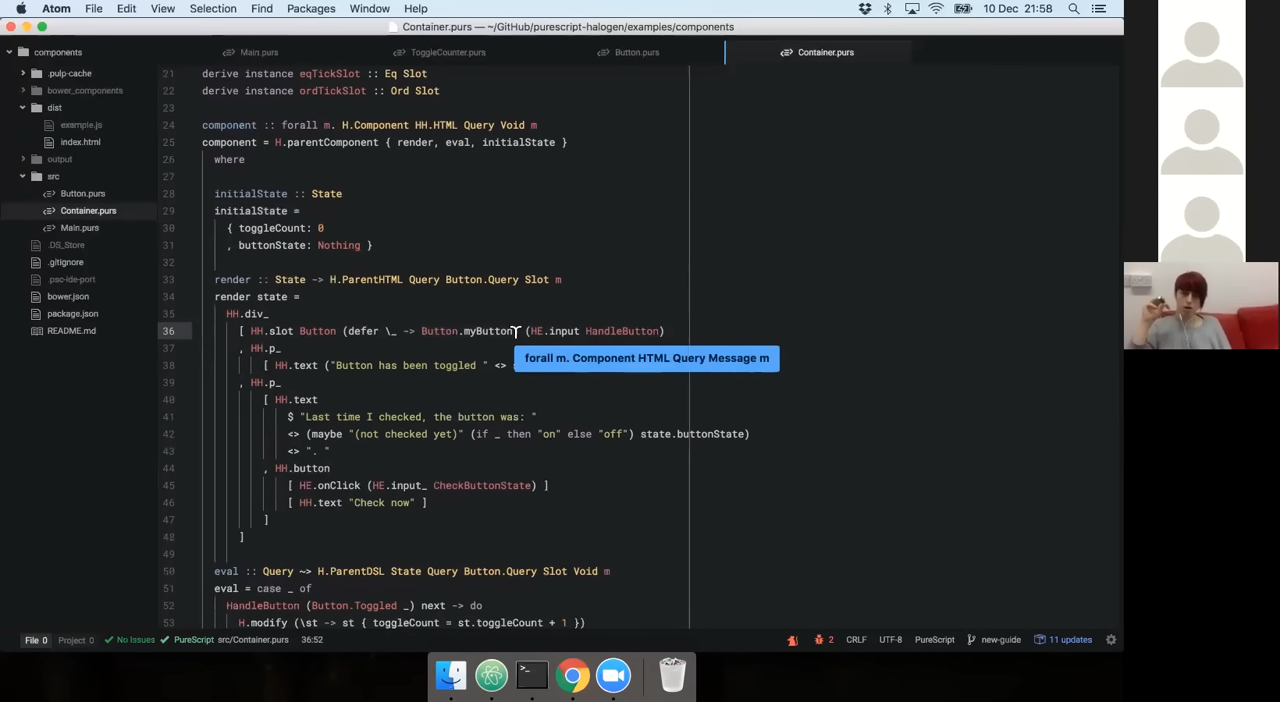 Atom File Edit View Selection Find Packages Window Help 10 Dec 21:58
Container.purs — ~/GitHub/purescript-halogen/examples/components
components
.pulp-cache
bower_components
dist
example.js
index.html
output
src
Button.purs
Container.purs
Main.purs
.DS_Store
.gitignore
.psc-ide-port
bower.json
package.json
README.md
Main.purs ToggleCounter.purs Button.purs Container.purs
21 derive instance eqTickSlot :: Eq Slot
22 derive instance ordTickSlot :: Ord Slot
23
24 component :: forall m. H.Component HH.HTML Query Void m
25 component = H.parentComponent { render, eval, initialState }
26 where
27
28 initialState :: State
29 initialState =
30 { toggleCount: 0
31 , buttonState: Nothing }
32
33 render :: State -> H.ParentHTML Query Button.Query Slot m
34 render state =
35 HH.div_
36 [ HH.slot Button (defer \_ -> Button.myButton) (HE.input HandleButton)
37 , HH.p_
forall m. Component HTML Query Message m
38 [ HH.text ("Button has been toggled " <>
39 , HH.p_
40 [ HH.text
41 $ "Last time I checked, the button was: "
42 <> (maybe "(not checked yet)" (if _ then "on" else "off") state.buttonState)
43 <> ". "
44 , HH.button
45 [ HE.onClick (HE.input_ CheckButtonState) ]
46 [ HH.text "Check now" ]
47 ]
48 ]
49
50 eval :: Query ~> H.ParentDSL State Query Button.Query Slot Void m
51 eval = case _ of
52 HandleButton (Button.Toggled _) next -> do
53 H.modify (\st -> st { toggleCount = st.toggleCount + 1 })
File 0 Project 0 No Issues PureScript src/Container.purs 36:52 2 CRLF UTF-8 PureScript new-guide 11 updates